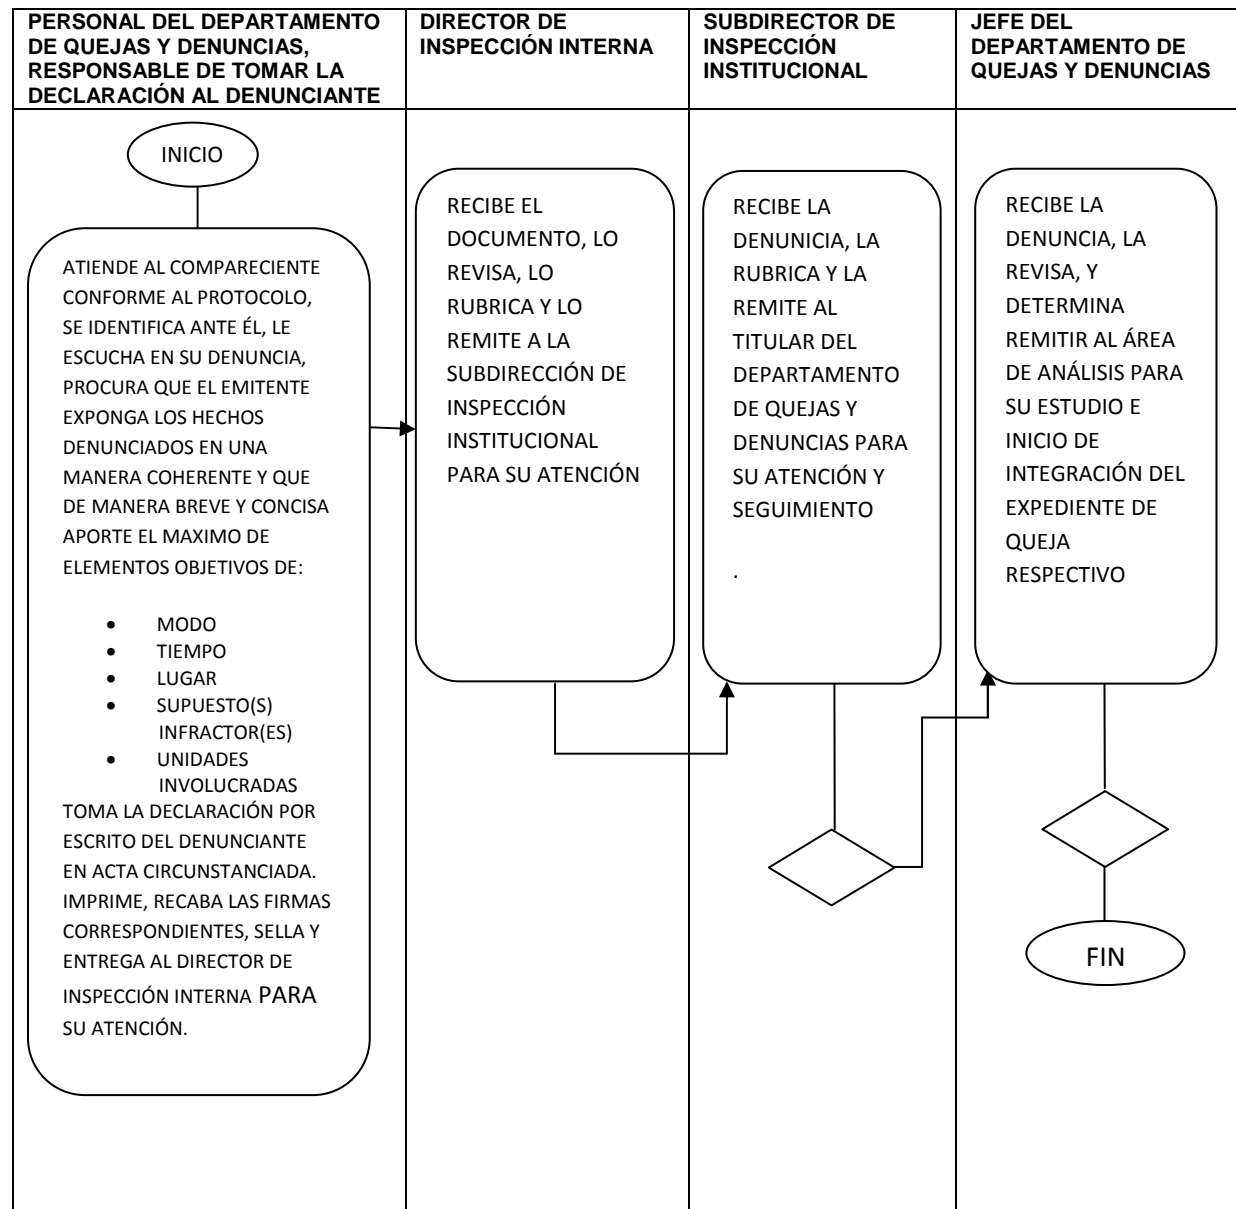 PERSONAL DEL DEPARTAMENTO
DE QUEJAS Y DENUNCIAS,
RESPONSABLE DE TOMAR LA
DECLARACIÓN AL DENUNCIANTE
DIRECTOR DE
INSPECCIÓN INTERNA
SUBDIRECTOR DE
INSPECCIÓN
INSTITUCIONAL
JEFE DEL
DEPARTAMENTO DE
QUEJAS Y DENUNCIAS
INICIO
ATIENDE AL COMPARECIENTE
CONFORME AL PROTOCOLO,
SE IDENTIFICA ANTE ÉL, LE
ESCUCHA EN SU DENUNCIA,
PROCURA QUE EL EMITENTE
EXPONGA LOS HECHOS
DENUNCIADOS EN UNA
MANERA COHERENTE Y QUE
DE MANERA BREVE Y CONCISA
APORTE EL MAXIMO DE
ELEMENTOS OBJETIVOS DE:
• MODO
• TIEMPO
• LUGAR
• SUPUESTO(S)
INFRACTOR(ES)
• UNIDADES
INVOLUCRADAS
TOMA LA DECLARACIÓN POR
ESCRITO DEL DENUNCIANTE
EN ACTA CIRCUNSTANCIADA.
IMPRIME, RECABA LAS FIRMAS
CORRESPONDIENTES, SELLA Y
ENTREGA AL DIRECTOR DE
INSPECCIÓN INTERNA PARA
SU ATENCIÓN.
RECIBE EL
DOCUMENTO, LO
REVISA, LO
RUBRICA Y LO
REMITE A LA
SUBDIRECCIÓN DE
INSPECCIÓN
INSTITUCIONAL
PARA SU ATENCIÓN
RECIBE LA
DENUNICIA, LA
RUBRICA Y LA
REMITE AL
TITULAR DEL
DEPARTAMENTO
DE QUEJAS Y
DENUNCIAS PARA
SU ATENCIÓN Y
SEGUIMIENTO
.
RECIBE LA
DENUNCIA, LA
REVISA, Y
DETERMINA
REMITIR AL ÁREA
DE ANÁLISIS PARA
SU ESTUDIO E
INICIO DE
INTEGRACIÓN DEL
EXPEDIENTE DE
QUEJA
RESPECTIVO
FIN